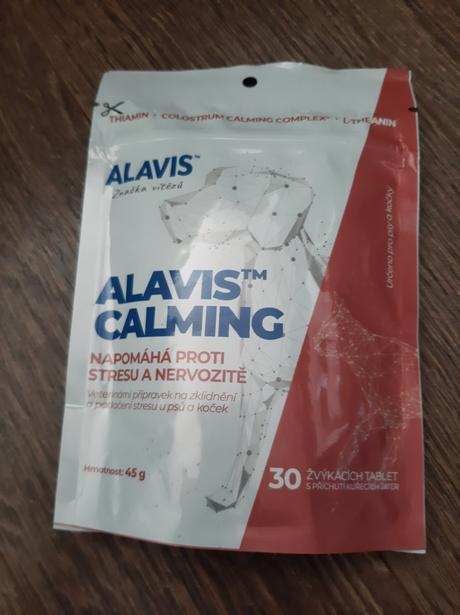 THIAMIN • COLOSTRUM CALMING COMPLEX® • L-THEANIN
ALAVIS™
Značka vítězů
Určeno pro psy a kočky
ALAVIS™
CALMING
NAPOMÁHÁ PROTI
STRESU A NERVOZITĚ
Veterinární přípravek na zklidnění
a potlačení stresu u psů a koček
Hmotnost: 45 g
30 ŽVÝKACÍCH TABLET
S PŘÍCHUTÍ KUŘECÍCH JATER